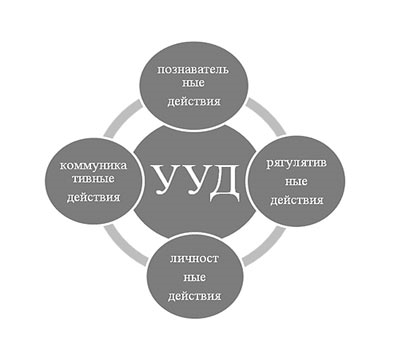 познаватель
ные
действия
коммуника
тивные
действия
УУД
рягулятив
ные
действия
личност
ные
действия